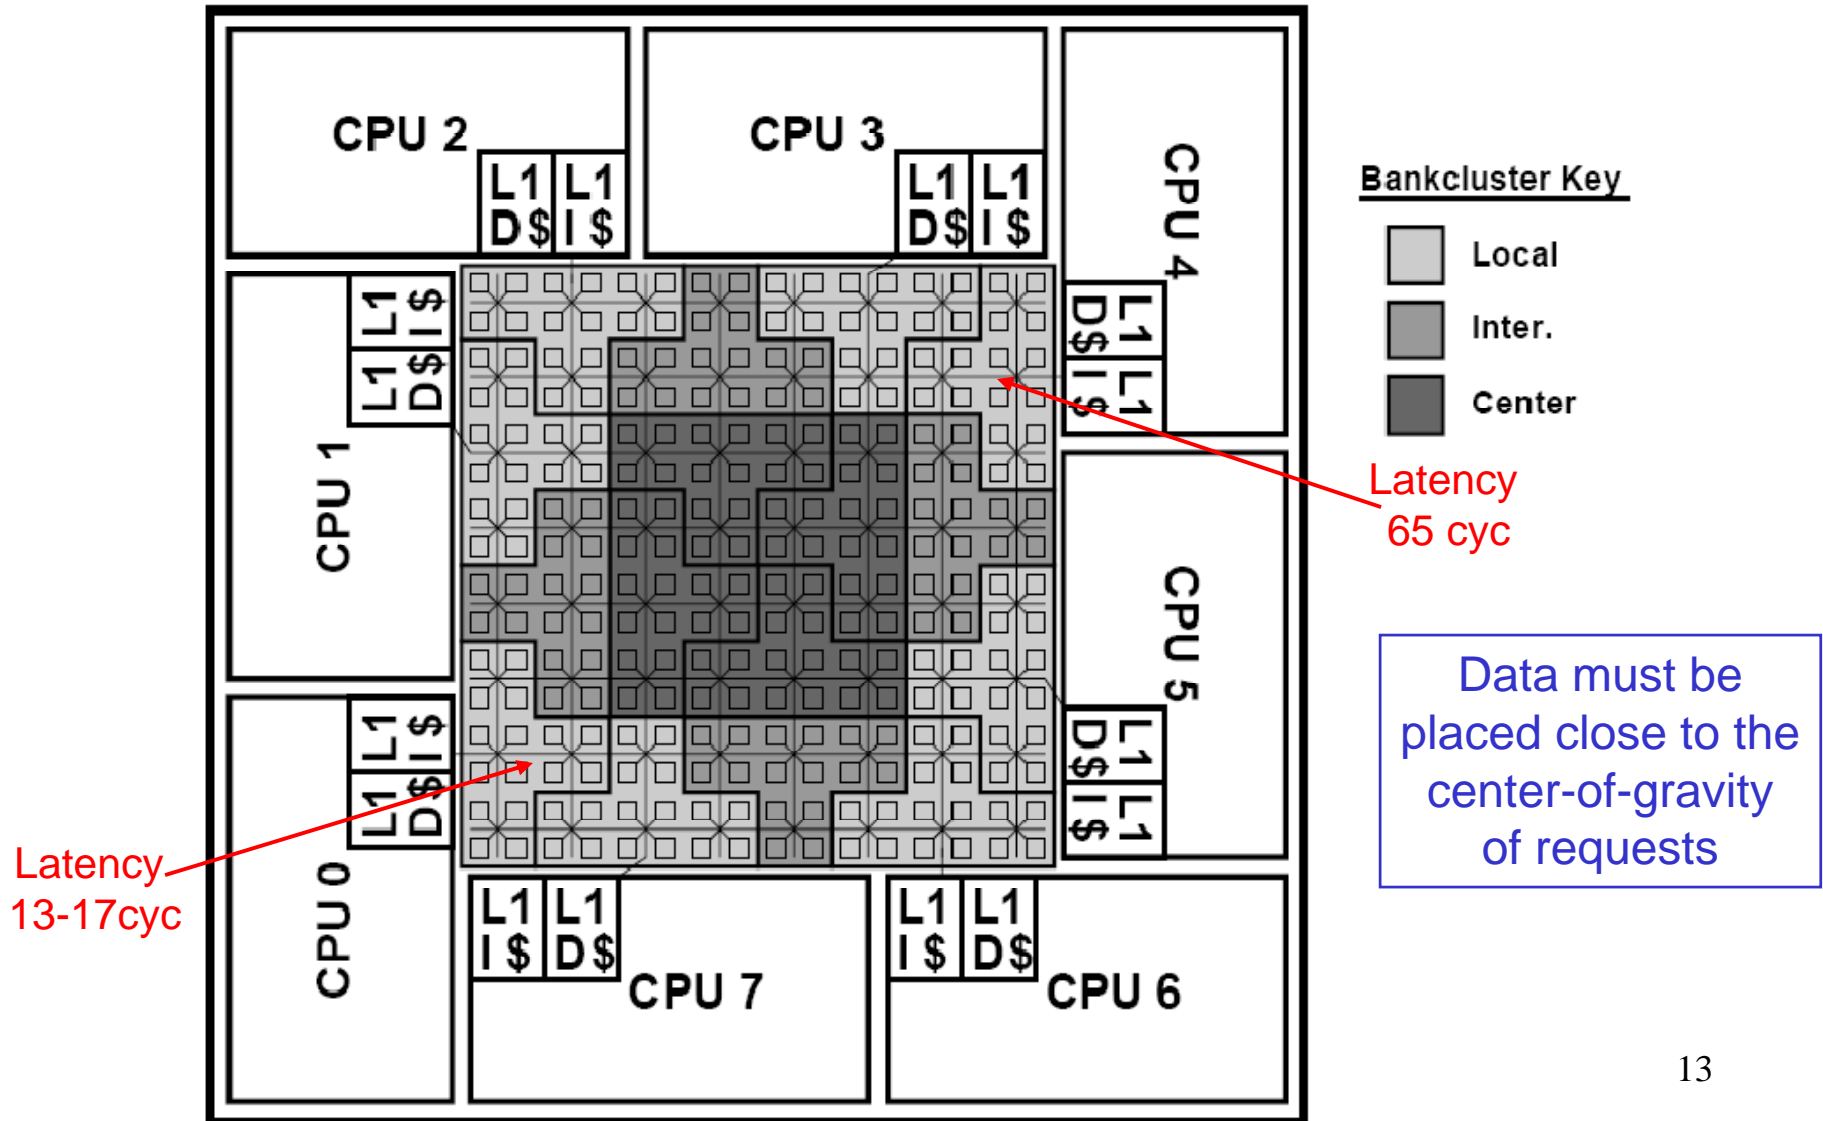 CPU 2
L1 L1
D$ I $
CPU 3
L1 L1
D$ I $
CPU 4
L1
D$
L1
I $
Bankcluster Key
Local
Inter.
Center
L1
I $
L1
D$
CPU 1
Latency
65 cyc
CPU 5
L1
D$
L1
I $
Data must be
placed close to the
center-of-gravity
of requests
L1
I $
L1
D$
CPU 0
Latency
13-17cyc
L1 L1
I $ D$
CPU 7
L1 L1
I $ D$
CPU 6
13